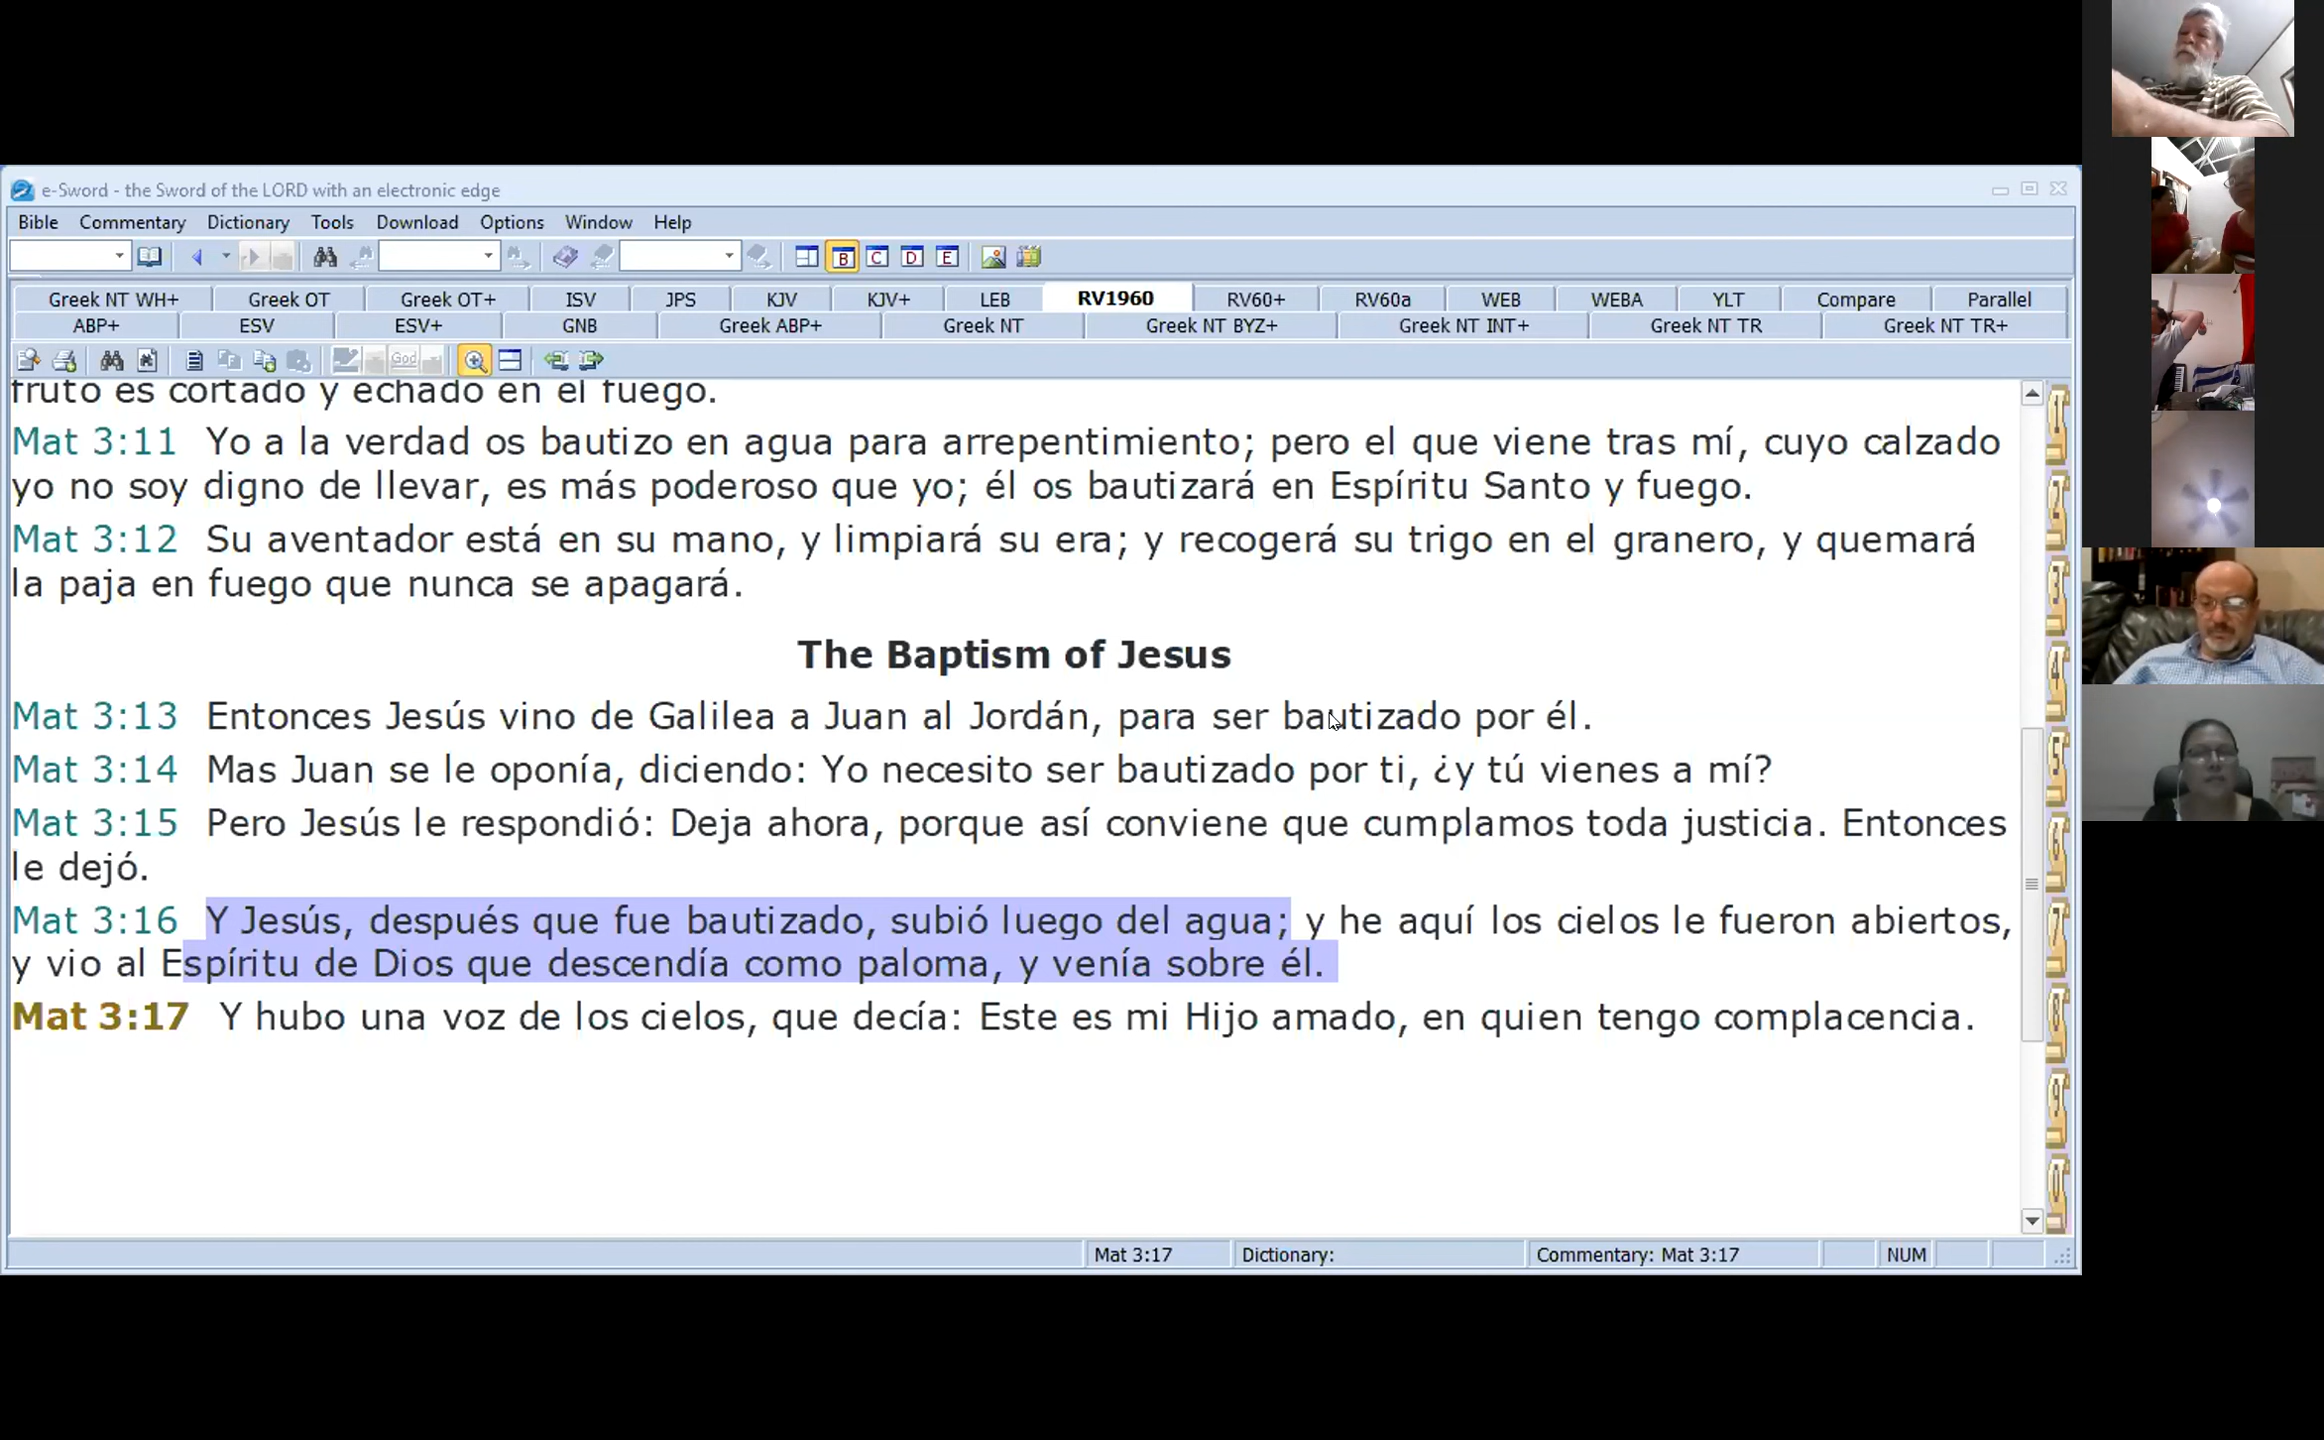 e-Sword - the Sword of the LORD with an electronic edge
Bible Commentary Dictionary Tools Download Options Window Help
B C D E
Greek NT WH+ Greek OT Greek OT+ ISV JPS KJV KJV+ LEB RV1960 RV60+ RV60a WEB WEBA YLT Compare Parallel
ABP+ ESV ESV+ GNB Greek ABP+ Greek NT Greek NT BYZ+ Greek NT INT+ Greek NT TR Greek NT TR+
God
fruto es cortado y echado en el fuego.
Mat 3:11 Yo a la verdad os bautizo en agua para arrepentimiento; pero el que viene tras mí, cuyo calzado
yo no soy digno de llevar, es más poderoso que yo; él os bautizará en Espíritu Santo y fuego.
Mat 3:12 Su aventador está en su mano, y limpiará su era; y recogerá su trigo en el granero, y quemará
la paja en fuego que nunca se apagará.
The Baptism of Jesus
Mat 3:13 Entonces Jesús vino de Galilea a Juan al Jordán, para ser bautizado por él.
Mat 3:14 Mas Juan se le oponía, diciendo: Yo necesito ser bautizado por ti, ¿y tú vienes a mí?
Mat 3:15 Pero Jesús le respondió: Deja ahora, porque así conviene que cumplamos toda justicia. Entonces
le dejó.
Mat 3:16 Y Jesús, después que fue bautizado, subió luego del agua; y he aquí los cielos le fueron abiertos,
y vio al Espíritu de Dios que descendía como paloma, y venía sobre él.
Mat 3:17 Y hubo una voz de los cielos, que decía: Este es mi Hijo amado, en quien tengo complacencia.
1
2
3
4
5
6
7
8
9
0
Mat 3:17 Dictionary: Commentary: Mat 3:17 NUM